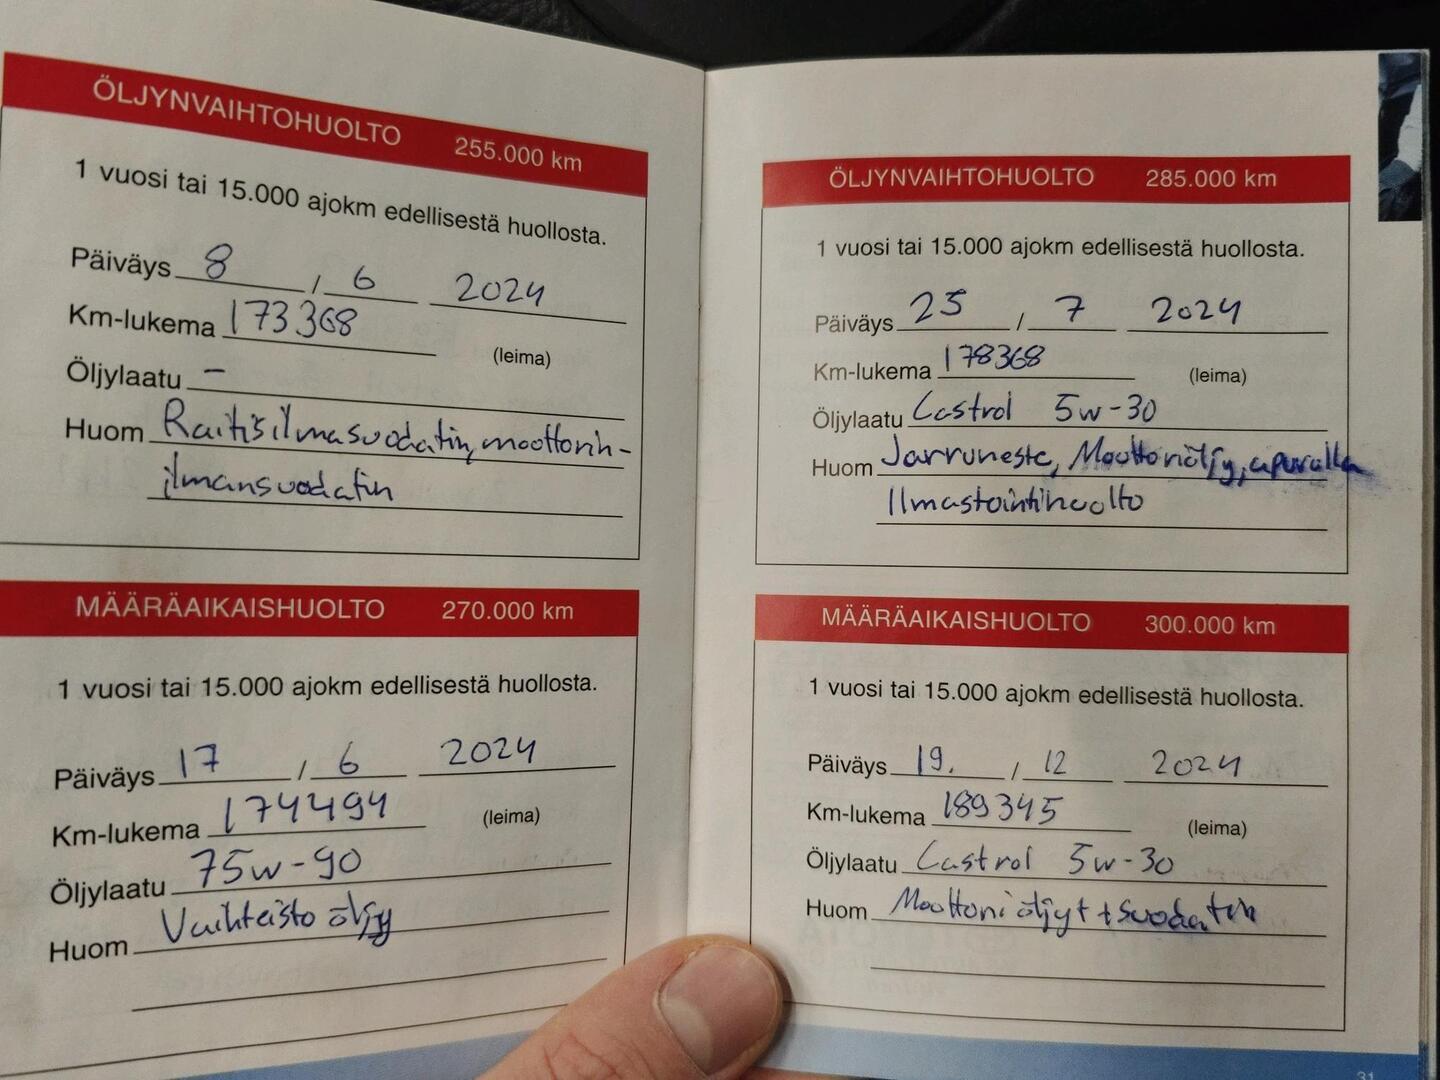 ÖLJYNVAIHTOHUOLTO 255.000 km
1 vuosi tai 15.000 ajokm edellisestä huollosta.
Päiväys 8 / 6 2024
Km-lukema 173368
(leima)
Öljylaatu –
Huom Raitisilmasuodatin, moottorin-
ilmansuodatin
MÄÄRÄAIKAISHUOLTO 270.000 km
1 vuosi tai 15.000 ajokm edellisestä huollosta.
Päiväys 17 / 6 2024
Km-lukema 174494 (leima)
Öljylaatu 75w-90
Huom Vaihteisto öljy
ÖLJYNVAIHTOHUOLTO 285.000 km
1 vuosi tai 15.000 ajokm edellisestä huollosta.
Päiväys 25 / 7 2024
Km-lukema 178368 (leima)
Öljylaatu Castrol 5w-30
Huom Jarruneste, Moottoriöljy,
Ilmastointihuolto
MÄÄRÄAIKAISHUOLTO 300.000 km
1 vuosi tai 15.000 ajokm edellisestä huollosta.
Päiväys 19. / 12 2024
Km-lukema 189345 (leima)
Öljylaatu Castrol 5w-30
Huom Moottoriöljyt + suodatin
31